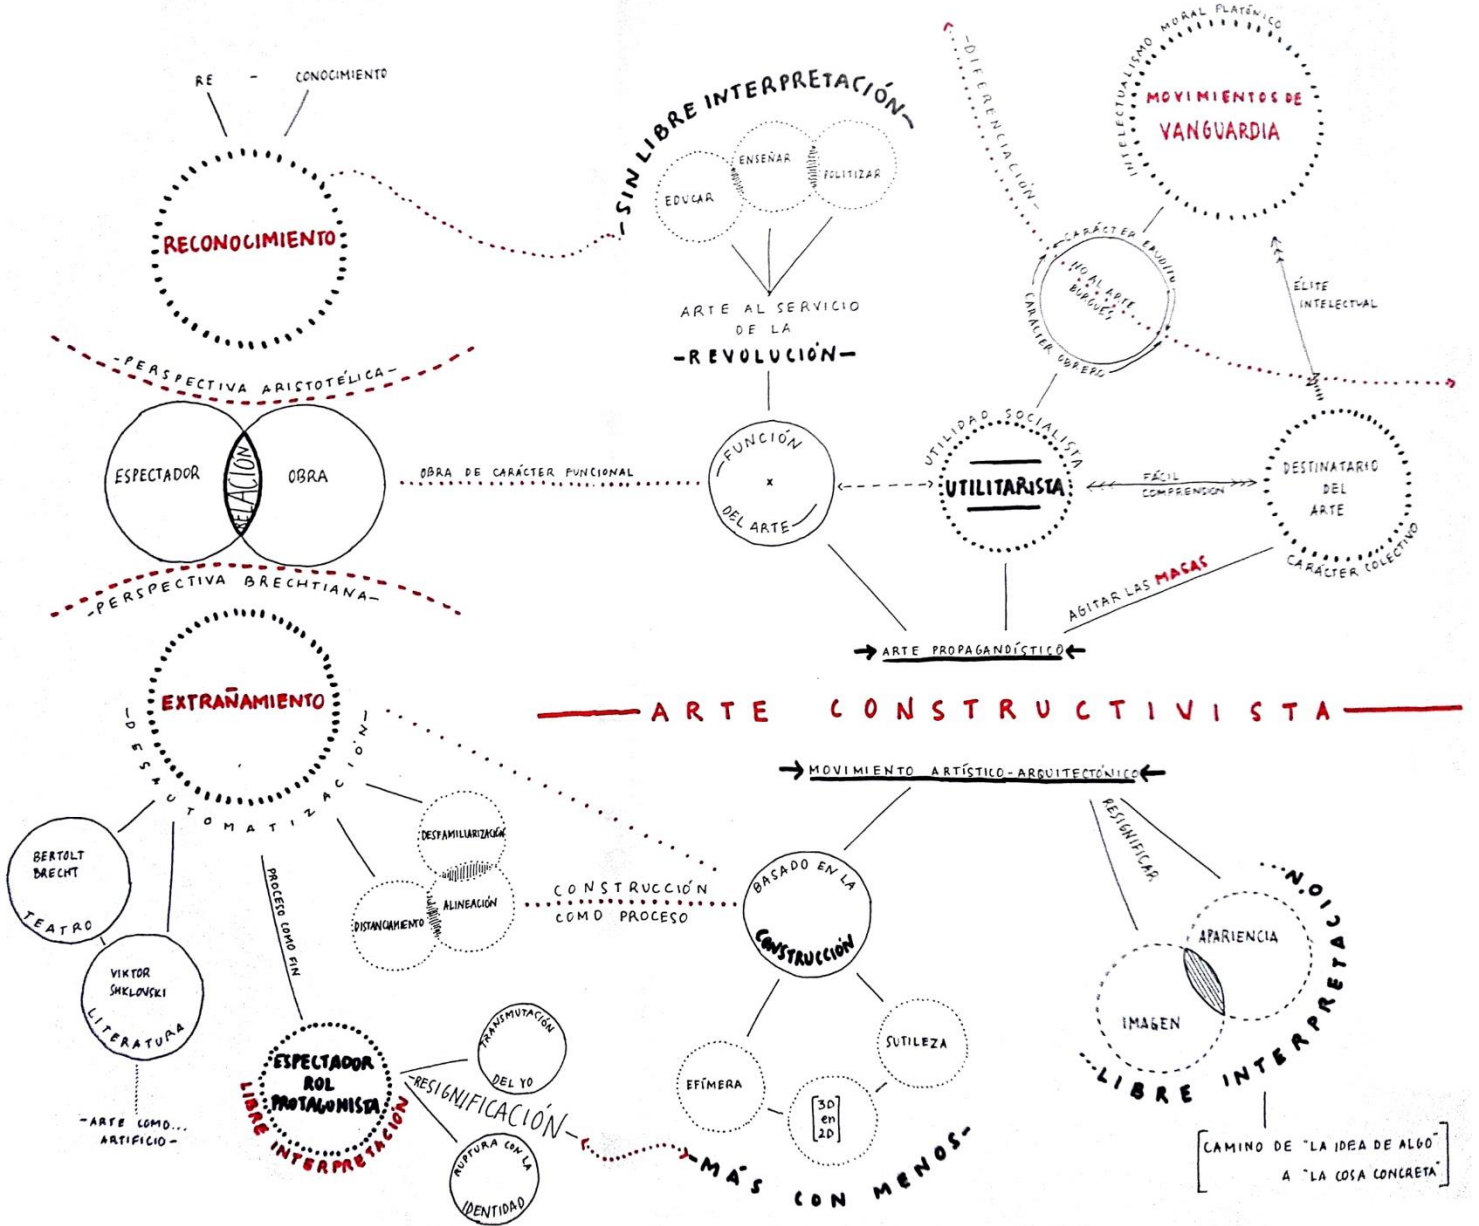 RE - CONOCIMIENTO
RECONOCIMIENTO
-PERSPECTIVA ARISTOTÉLICA-
ESPECTADOR
RELACIÓN
OBRA
-PERSPECTIVA BRECHTIANA-
EXTRAÑAMIENTO
-DESAUTOMATIZACIÓN-
BERTOLT
BRECHT
TEATRO
VIKTOR
SHKLOVSKI
LITERATURA
-ARTE COMO...
ARTIFICIO-
PROCESO COMO FIN
DESFAMILIARIZACIÓN
DISTANCIAMIENTO
ALINEACIÓN
ESPECTADOR
ROL
PROTAGONISTA
LIBRE INTERPRETACIÓN
TRANSMUTACIÓN
DEL YO
-RESIGNIFICACIÓN-
RUPTURA CON LA
IDENTIDAD
-SIN LIBRE INTERPRETACIÓN-
EDUCAR
ENSEÑAR
POLITIZAR
ARTE AL SERVICIO
DE LA
-REVOLUCIÓN-
OBRA DE CARÁCTER FUNCIONAL
-FUNCIÓN
x
DEL ARTE-
UTILIDAD SOCIALISTA
UTILITARISTA
FÁCIL
COMPRENSIÓN
DESTINATARIO
DEL
ARTE
CARÁCTER COLECTIVO
-DIFERENCIACIÓN-
INTELECTUALISMO MORAL PLATÓNICO
MOVIMIENTOS DE
VANGUARDIA
CARÁCTER ERUDITO
NO AL ARTE
BURGUÉS
CARÁCTER OBRERO
ÉLITE
INTELECTUAL
AGITAR LAS MASAS
ARTE PROPAGANDÍSTICO
ARTE CONSTRUCTIVISTA
MOVIMIENTO ARTÍSTICO-ARQUITECTÓNICO
CONSTRUCCIÓN
COMO PROCESO
BASADO EN LA
CONSTRUCCIÓN
EFÍMERA
[3D
en
2D]
SUTILEZA
-MÁS CON MENOS-
RESIGNIFICAR
APARIENCIA
IMAGEN
...LIBRE INTERPRETACIÓN...
[CAMINO DE "LA IDEA DE ALGO"
A "LA COSA CONCRETA"]